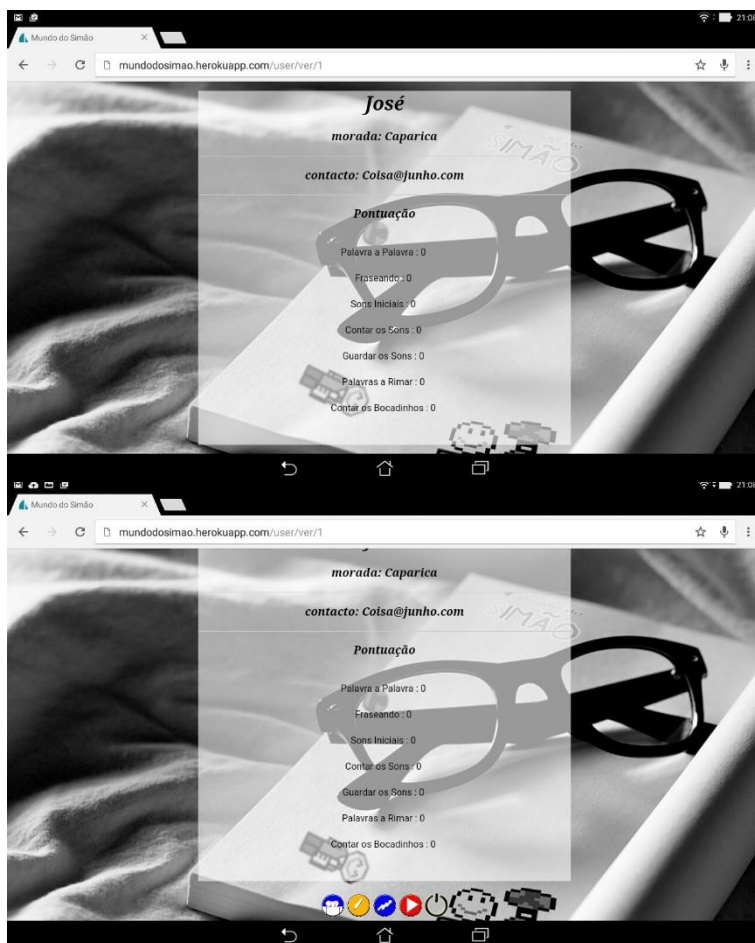 21:08
Mundo do Simão
mundodosimao.herokuapp.com/user/ver/1
SIMÃO
José
morada: Caparica
contacto: Coisa@junho.com
Pontuação
Palavra a Palavra : 0
Fraseando : 0
Sons Iniciais : 0
Contar os Sons : 0
Guardar os Sons : 0
Palavras a Rimar : 0
Contar os Bocadinhos : 0
21:08
Mundo do Simão
mundodosimao.herokuapp.com/user/ver/1
morada: Caparica
contacto: Coisa@junho.com
SIMÃO
Pontuação
Palavra a Palavra : 0
Fraseando : 0
Sons Iniciais : 0
Contar os Sons : 0
Guardar os Sons : 0
Palavras a Rimar : 0
Contar os Bocadinhos : 0